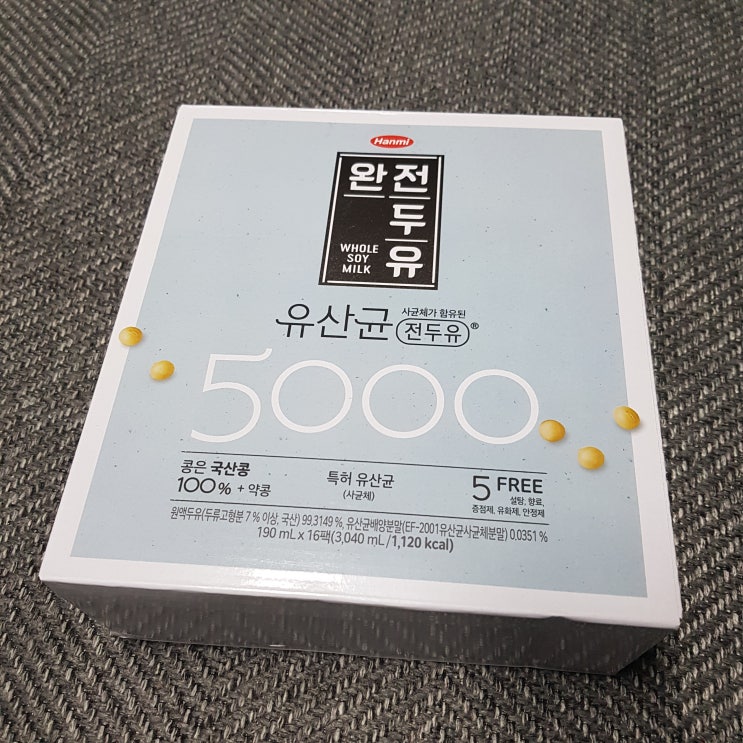 Hanmi
완전두유
WHOLE
SOY
MILK
사균체가 함유된
유산균 전두유®
5000
콩은 국산콩
100% + 약콩
특허 유산균
(사균체)
5 FREE
설탕, 향료,
증점제, 유화제, 안정제
원액두유(두류고형분 7 % 이상, 국산) 99.3149 %, 유산균배양분말(EF-2001유산균사균체분말) 0.0351 %
190 mL x 16팩(3,040 mL/1,120 kcal)